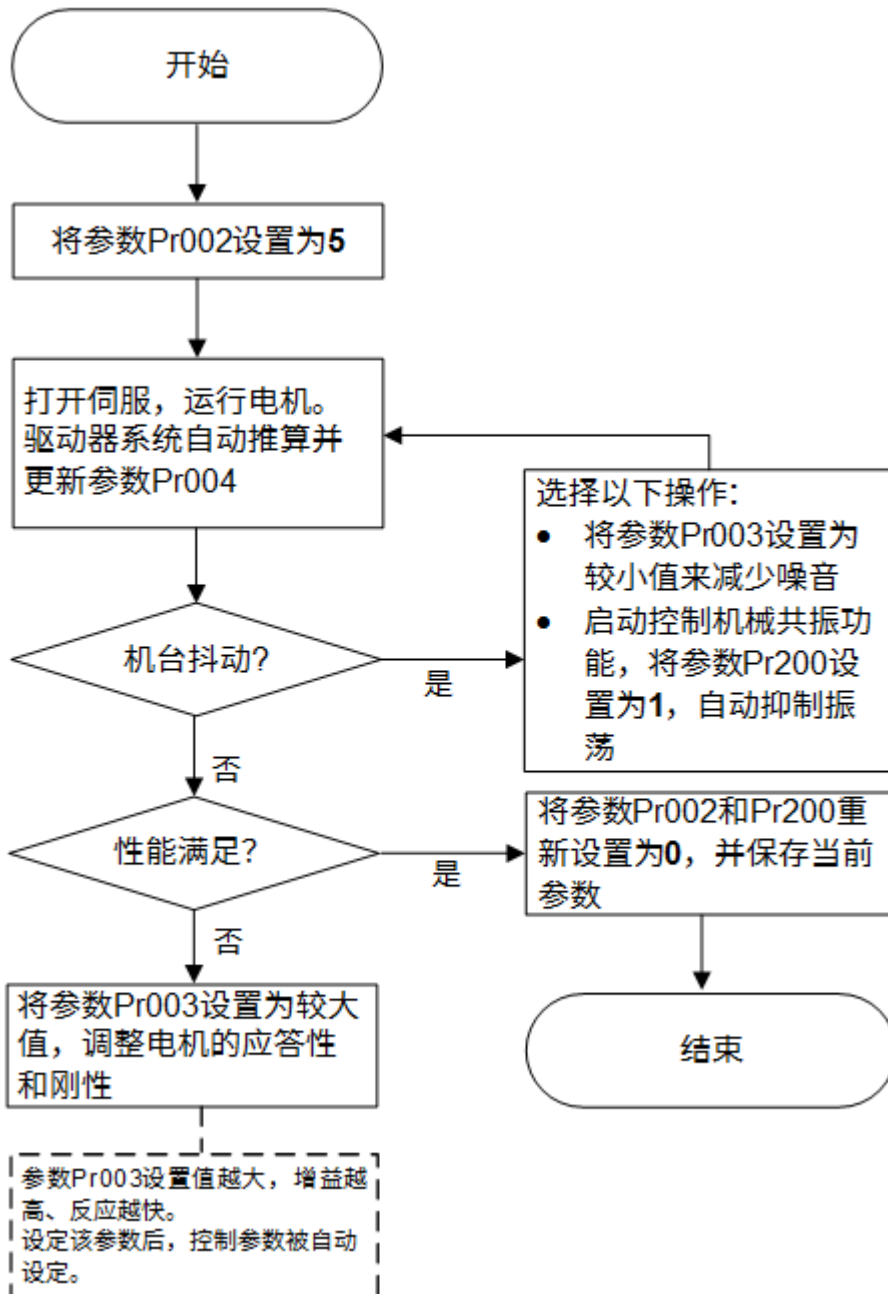 开始
将参数Pr002设置为5
打开伺服，运行电机。
驱动器系统自动推算并
更新参数Pr004
选择以下操作：
• 将参数Pr003设置为
较小值来减少噪音
• 启动控制机械共振功
能，将参数Pr200设
置为1，自动抑制振
荡
机台抖动?
是
否
性能满足?
是
将参数Pr002和Pr200重
新设置为0，并保存当前
参数
否
将参数Pr003设置为较大
值，调整电机的应答性
和刚性
结束
参数Pr003设置值越大，增益越
高、反应越快。
设定该参数后，控制参数被自动
设定。